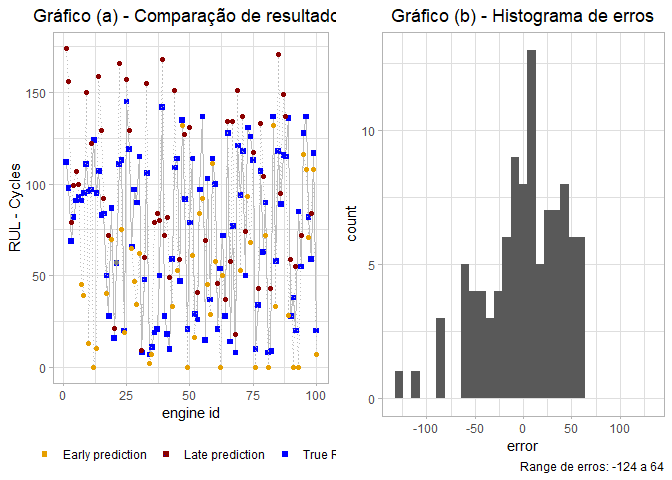 Gráfico (a) - Comparação de resultado
RUL - Cycles
150
100
50
0
0 25 50 75 100
engine id
Early prediction Late prediction True
Gráfico (b) - Histograma de erros
count
10
5
0
-100 -50 0 50 100
error
Range de erros: -124 a 64